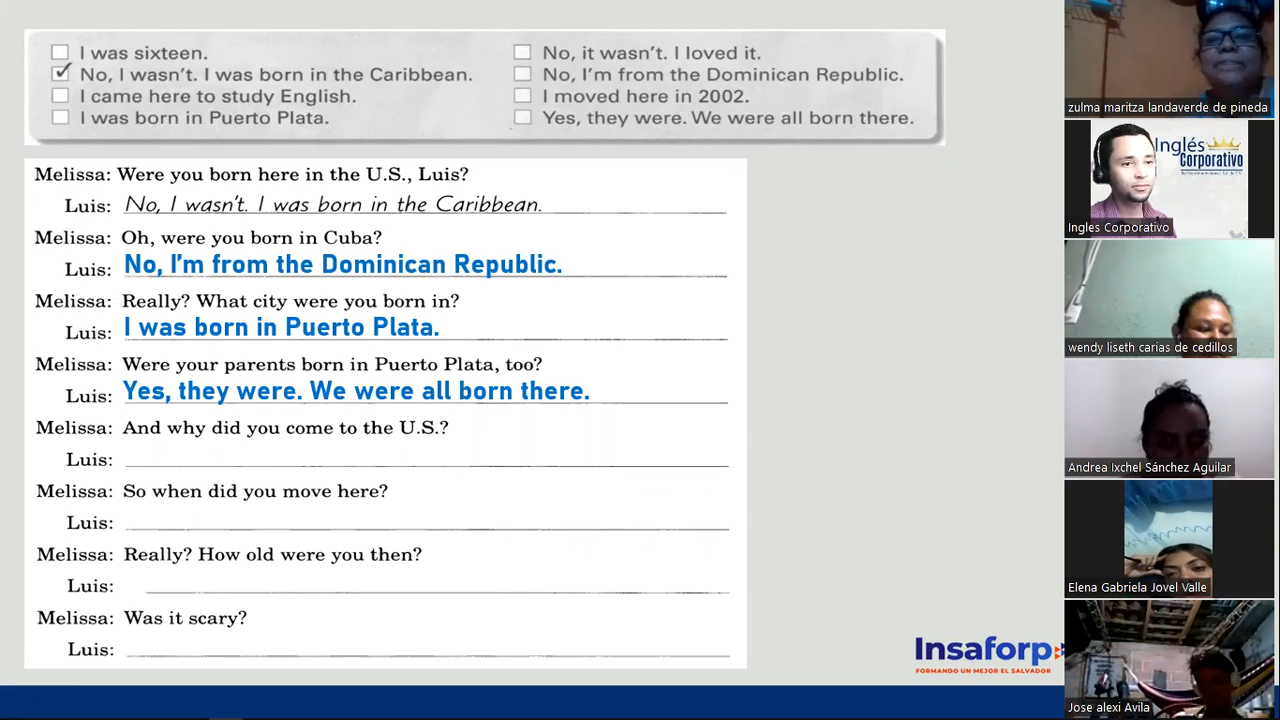 I was sixteen.
No, I wasn't. I was born in the Caribbean.
I came here to study English.
I was born in Puerto Plata.
No, it wasn't. I loved it.
No, I'm from the Dominican Republic.
I moved here in 2002.
Yes, they were. We were all born there.
Melissa: Were you born here in the U.S., Luis?
Luis: No, I wasn't. I was born in the Caribbean.
Melissa: Oh, were you born in Cuba?
Luis: No, I'm from the Dominican Republic.
Melissa: Really? What city were you born in?
Luis: I was born in Puerto Plata.
Melissa: Were your parents born in Puerto Plata, too?
Luis: Yes, they were. We were all born there.
Melissa: And why did you come to the U.S.?
Luis:
Melissa: So when did you move here?
Luis:
Melissa: Really? How old were you then?
Luis:
Melissa: Was it scary?
Luis:
Insaforp
FORMANDO UN MEJOR EL SALVADOR
zulma maritza landaverde de pineda
Inglés
Corporativo
Ingles Corporativo
wendy liseth carias de cedillos
Andrea Ixchel Sánchez Aguilar
Elena Gabriela Jovel Valle
Jose alexi Avila